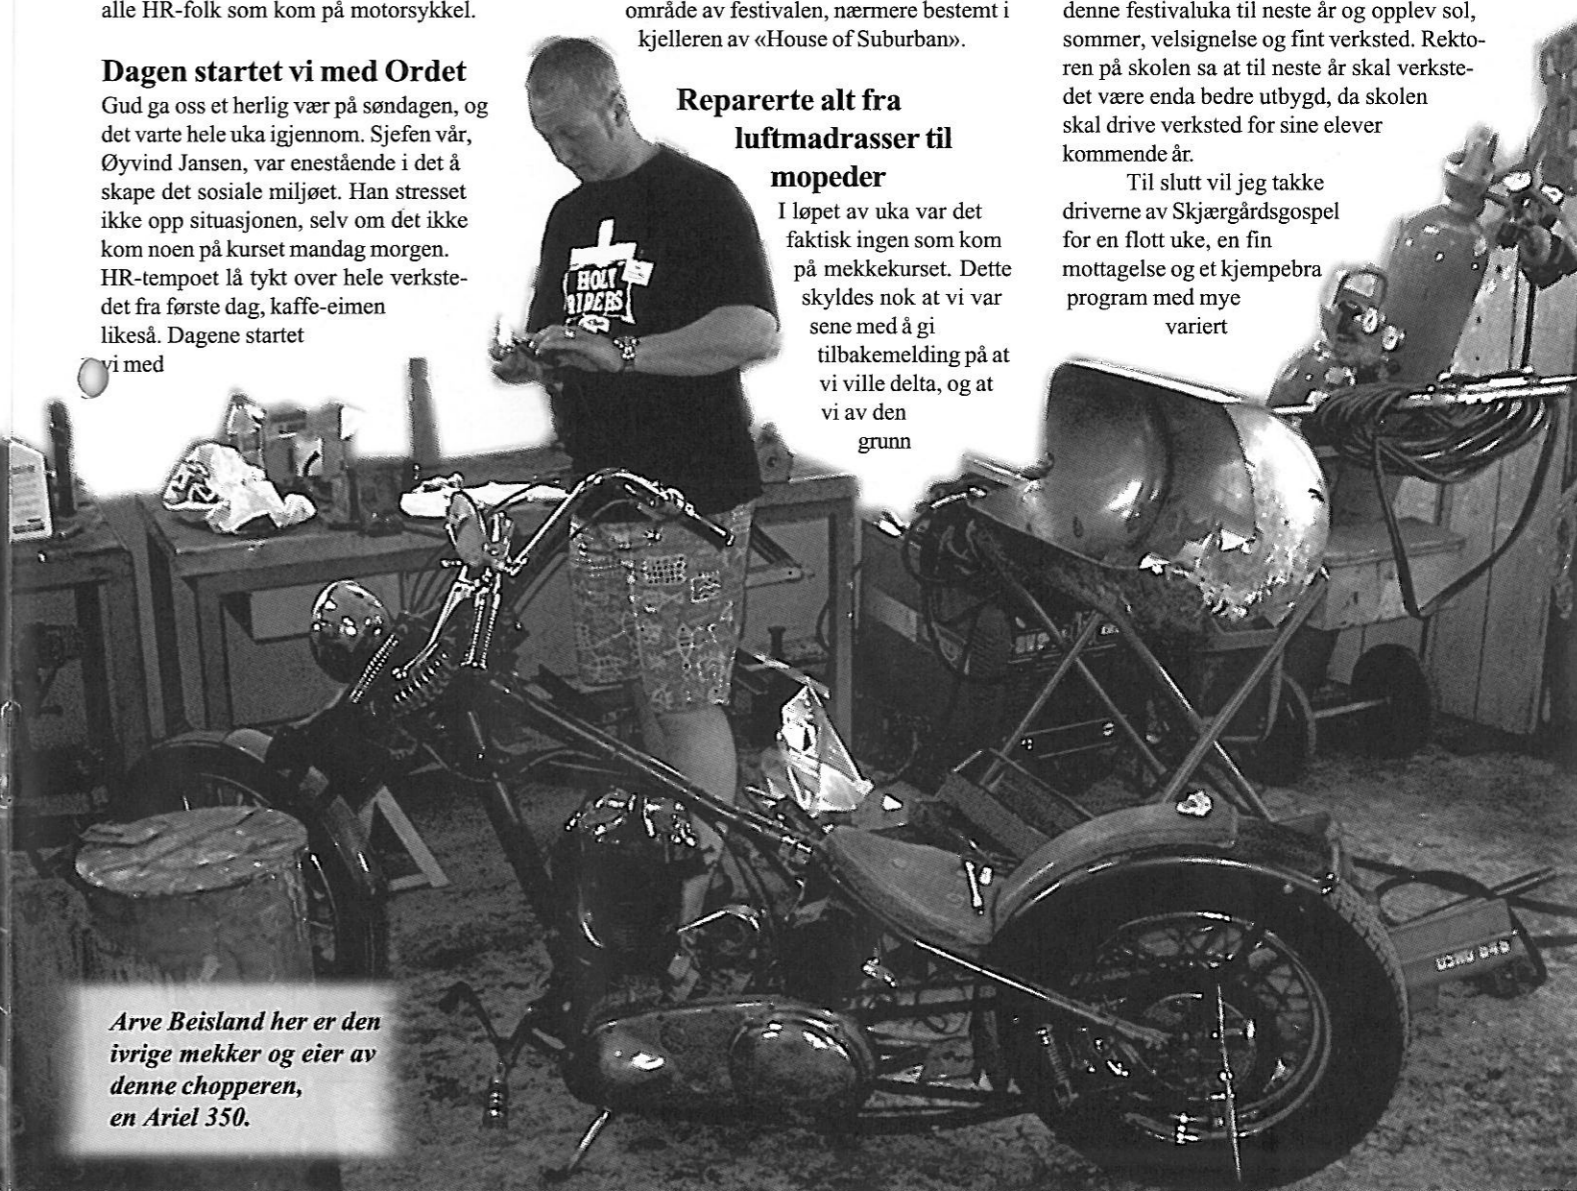 alle HR-folk som kom på motorsykkel.
Dagen startet vi med Ordet
Gud ga oss et herlig vær på søndagen, og
det varte hele uka igjennom. Sjefen vår,
Øyvind Jansen, var enestående i det å
skape det sosiale miljøet. Han stresset
ikke opp situasjonen, selv om det ikke
kom noen på kurset mandag morgen.
HR-tempoet lå tykt over hele verkste-
det fra første dag, kaffe-eimen
likeså. Dagene startet
vi med
område av festivalen, nærmere bestemt i
kjelleren av «House of Suburban».
Reparerte alt fra
luftmadrasser til
mopeder
I løpet av uka var det
faktisk ingen som kom
på mekkekurset. Dette
skyldes nok at vi var
sene med å gi
tilbakemelding på at
vi ville delta, og at
vi av den
grunn
denne festivaluka til neste år og opplev sol,
sommer, velsignelse og fint verksted. Rekto-
ren på skolen sa at til neste år skal verkste-
det være enda bedre utbygd, da skolen
skal drive verksted for sine elever
kommende år.
Til slutt vil jeg takke
driverne av Skjærgårdsgospel
for en flott uke, en fin
mottagelse og et kjempebra
program med mye
variert
HOLY
RIDERS
Arve Beisland her er den
ivrige mekker og eier av
denne chopperen,
en Ariel 350.